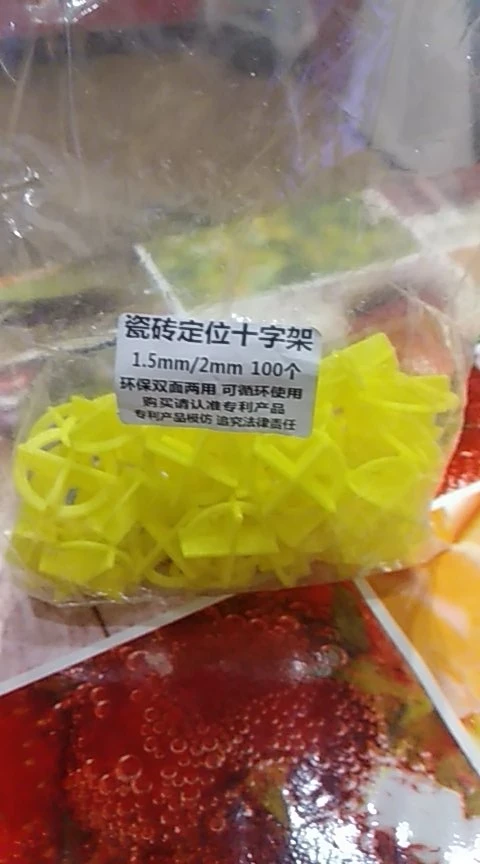 瓷砖定位十字架
1.5mm/2mm 100个
环保双面两用 可循环使用
购买请认准专利产品
专利产品模仿 追究法律责任